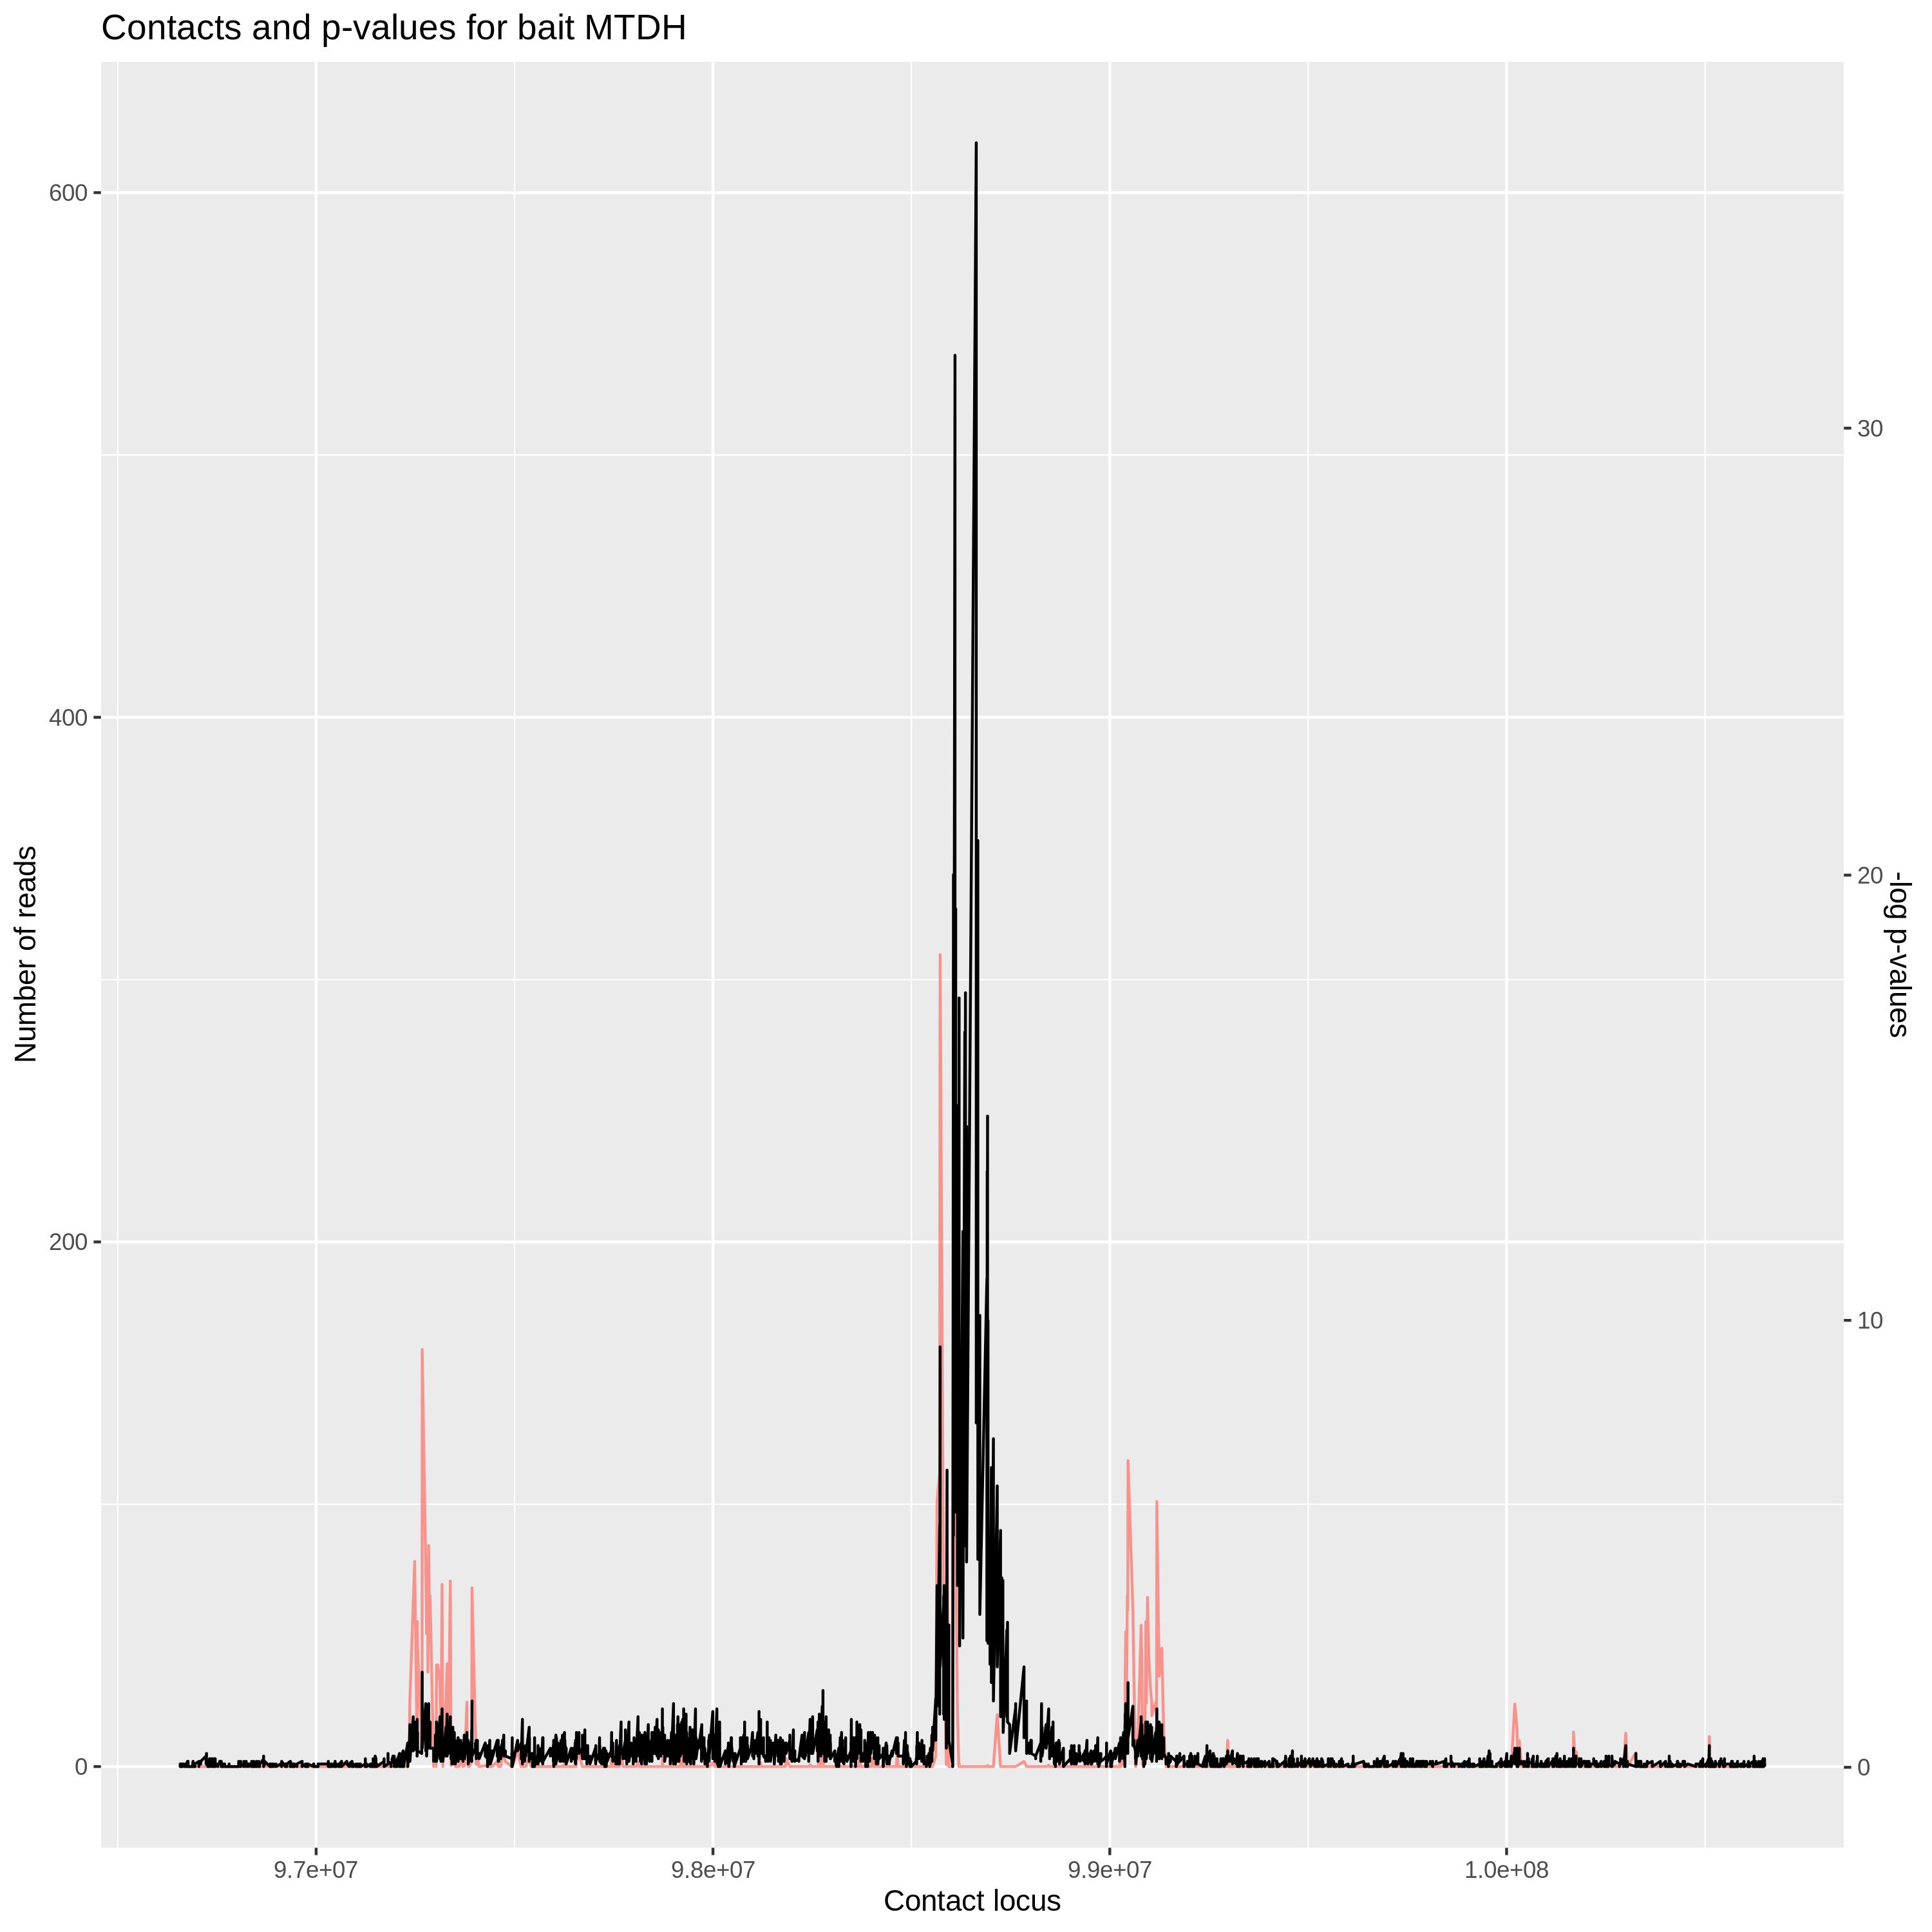 Contacts and p-values for bait MTDH
600
400
200
0
Number of reads
30
20
10
0
-log p-values
9.7e+07
9.8e+07
9.9e+07
1.0e+08
Contact locus